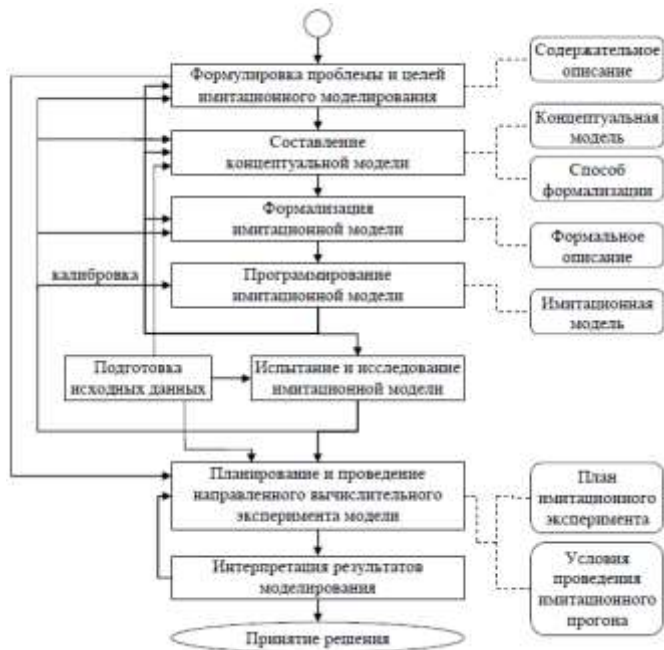 Формулировка проблемы и целей
имитационного моделирования
Содержательное
описание
Составление
концептуальной модели
Концептуальная
модель
Способ
формализации
Формализация
имитационной модели
Формальное
описание
калибровка
Программирование
имитационной модели
Имитационная
модель
Подготовка
исходных данных
Испытание и исследование
имитационной модели
Планирование и проведение
направленного вычислительного
эксперимента модели
План
имитационного
эксперимента
Условия
проведения
имитационного
прогона
Интерпретация результатов
моделирования
Принятие решения